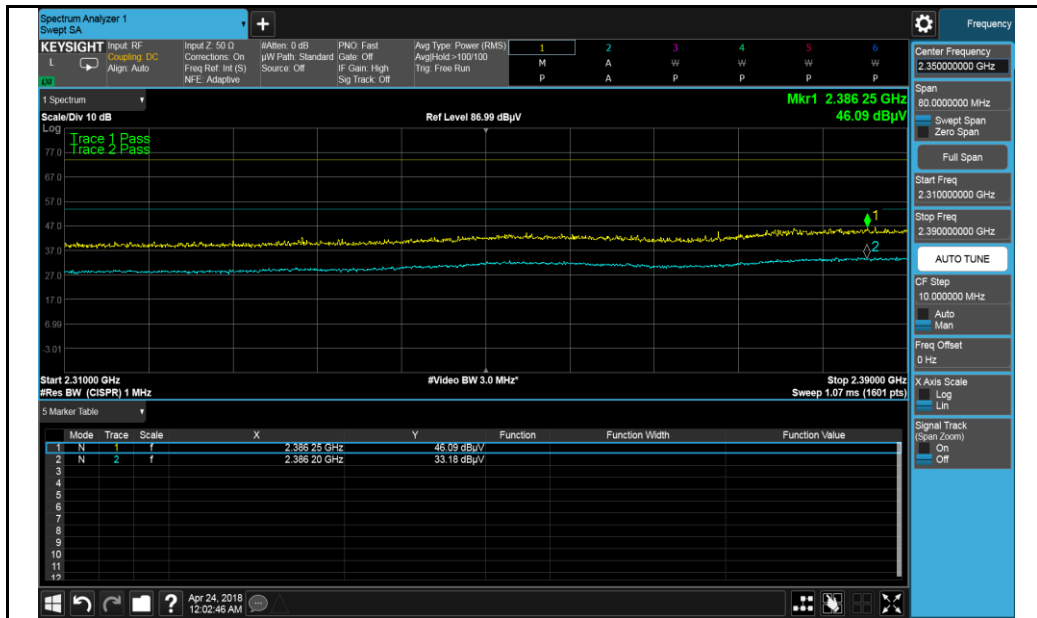 Spectrum Analyzer 1
Swept SA
+
Frequency
KEYSIGHT Input: RF Input Z: 50 Ω #Atten: 0 dB PNO: Fast Avg Type: Power (RMS) 1 2 3 4 5 6
L Coupling: DC Corrections: On µW Path: Standard Gate: Off Avg|Hold:>100/100 M A W W W W
Align: Auto Freq Ref: Int (S) Source: Off IF Gain: High Trig: Free Run
LXI NFE: Adaptive Sig Track: Off P A P P P P
1 Spectrum
Mkr1 2.386 25 GHz
Scale/Div 10 dB Ref Level 86.99 dBµV 46.09 dBµV
Log
Trace 1 Pass
Trace 2 Pass
77.0
67.0
57.0
47.0
37.0
27.0
17.0
6.99
-3.01
1
2
Start 2.31000 GHz #Video BW 3.0 MHz* Stop 2.39000 GHz
#Res BW (CISPR) 1 MHz Sweep 1.07 ms (1601 pts)
5 Marker Table
Mode Trace Scale X Y Function Function Width Function Value
1 N 1 f 2.386 25 GHz 46.09 dBµV
2 N 2 f 2.386 20 GHz 33.18 dBµV
3
4
5
6
7
8
9
10
11
12
Center Frequency
2.350000000 GHz
Span
80.0000000 MHz
Swept Span
Zero Span
Full Span
Start Freq
2.310000000 GHz
Stop Freq
2.390000000 GHz
AUTO TUNE
CF Step
10.000000 MHz
Auto
Man
Freq Offset
0 Hz
X Axis Scale
Log
Lin
Signal Track
(Span Zoom)
On
Off
? Apr 24, 2018
12:02:46 AM